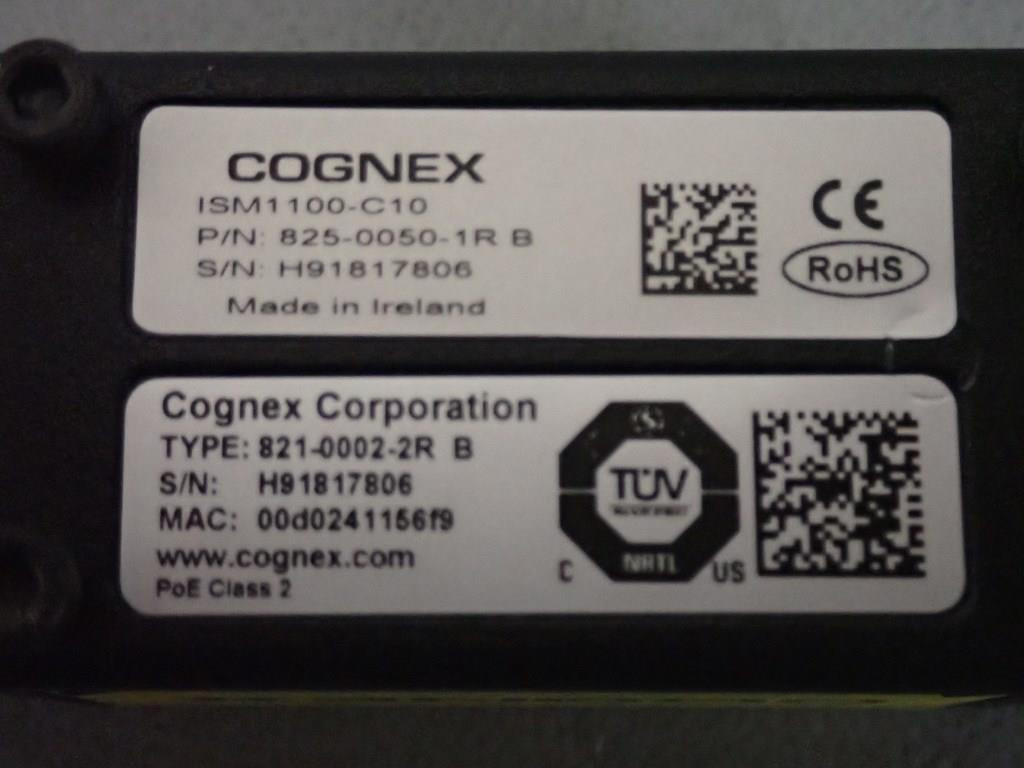 COGNEX
ISM1100-C10
P/N: 825-0050-1R B
S/N: H91817806
Made in Ireland
CE
RoHS
Cognex Corporation
TYPE: 821-0002-2R B
S/N: H91817806
MAC: 00d0241156f9
www.cognex.com
PoE Class 2
TÜV
NRTL
C US